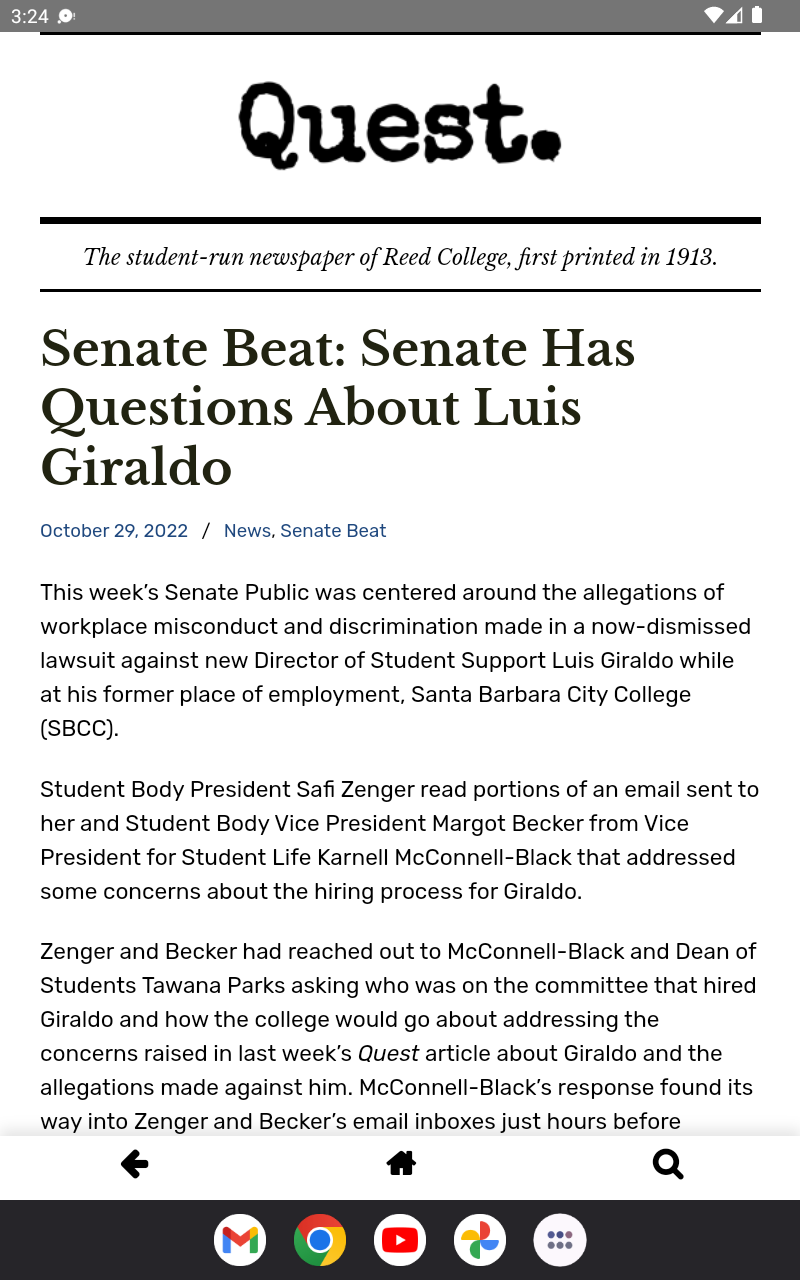 3:24
Quest.
The student-run newspaper of Reed College, first printed in 1913.
Senate Beat: Senate Has
Questions About Luis
Giraldo
October 29, 2022 / News, Senate Beat
This week’s Senate Public was centered around the allegations of
workplace misconduct and discrimination made in a now-dismissed
lawsuit against new Director of Student Support Luis Giraldo while
at his former place of employment, Santa Barbara City College
(SBCC).
Student Body President Safi Zenger read portions of an email sent to
her and Student Body Vice President Margot Becker from Vice
President for Student Life Karnell McConnell-Black that addressed
some concerns about the hiring process for Giraldo.
Zenger and Becker had reached out to McConnell-Black and Dean of
Students Tawana Parks asking who was on the committee that hired
Giraldo and how the college would go about addressing the
concerns raised in last week’s Quest article about Giraldo and the
allegations made against him. McConnell-Black’s response found its
way into Zenger and Becker’s email inboxes just hours before